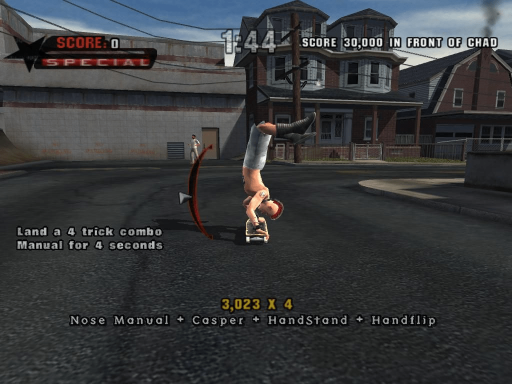 SCORE: 0
SPECIAL
1:44
SCORE 30,000 IN FRONT OF CHAD
Land a 4 trick combo
Manual for 4 seconds
3,023 X 4
Nose Manual + Casper + HandStand + Handflip